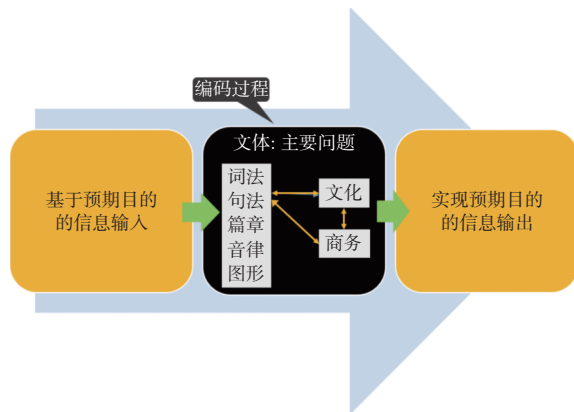 编码过程
基于预期目的
的信息输入
文体: 主要问题
词法
句法
篇章
音律
图形
文化
商务
实现预期目的
的信息输出